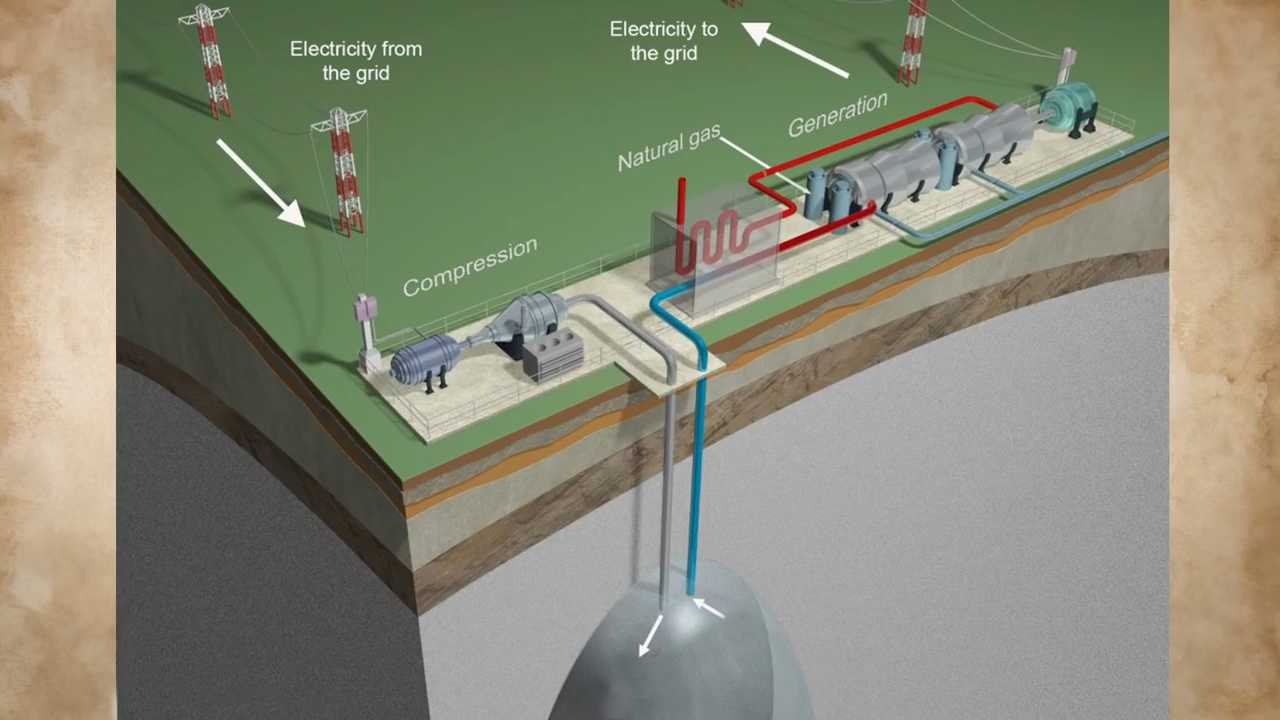 Electricity from
the grid
Electricity to
the grid
Natural gas
Generation
Compression